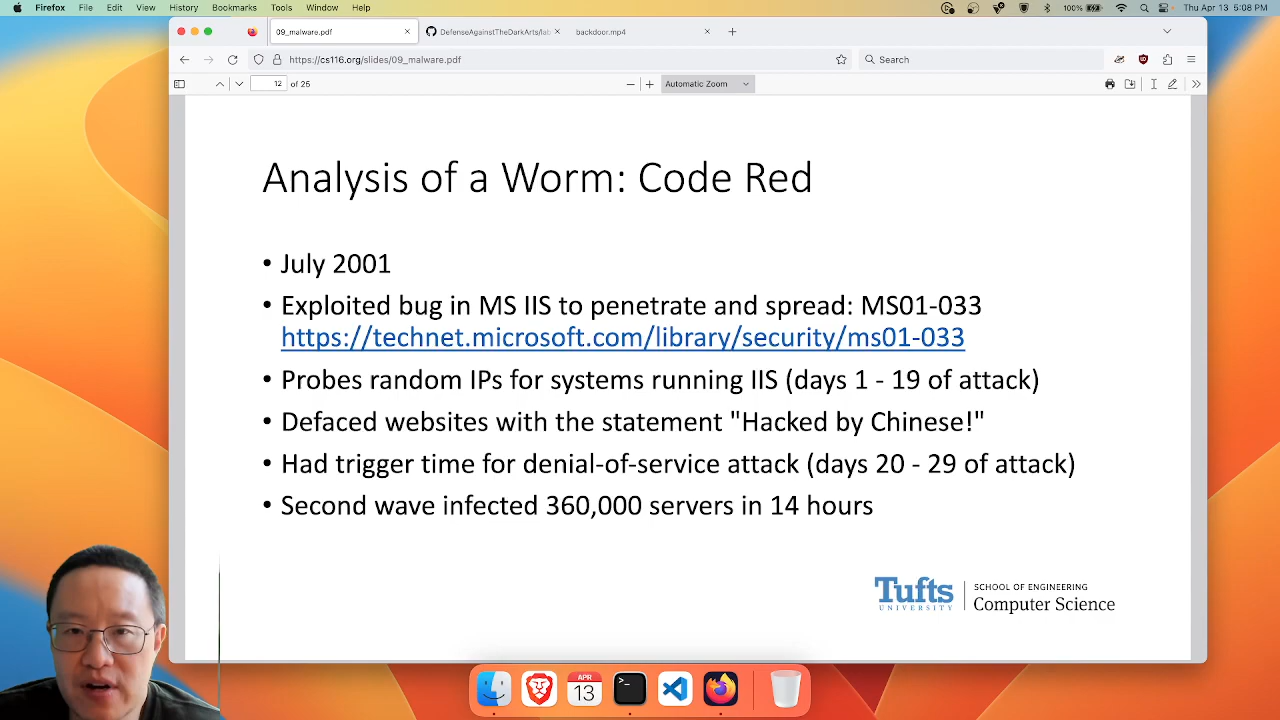 Firefox File Edit View History Bookmarks Tools Window Help 100% Thu Apr 13 5:08 PM
09_malware.pdf DefenseAgainstTheDarkArts/lab backdoor.mp4
https://cs116.org/slides/09_malware.pdf Search
12 of 25 Automatic Zoom
Analysis of a Worm: Code Red
• July 2001
• Exploited bug in MS IIS to penetrate and spread: MS01-033
https://technet.microsoft.com/library/security/ms01-033
• Probes random IPs for systems running IIS (days 1 - 19 of attack)
• Defaced websites with the statement "Hacked by Chinese!"
• Had trigger time for denial-of-service attack (days 20 - 29 of attack)
• Second wave infected 360,000 servers in 14 hours
Tufts
UNIVERSITY
SCHOOL OF ENGINEERING
Computer Science
APR
13